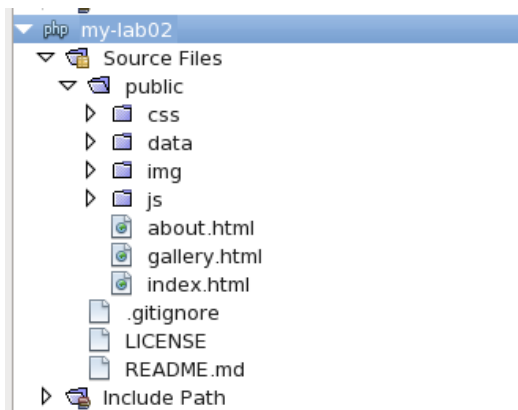 php my-lab02
Source Files
public
css
data
img
js
about.html
gallery.html
index.html
.gitignore
LICENSE
README.md
Include Path